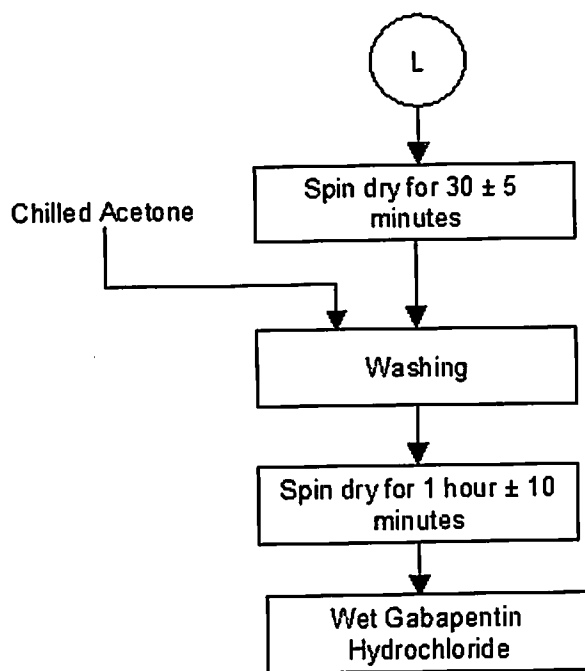 L
Spin dry for 30 ± 5
minutes
Chilled Acetone
Washing
Spin dry for 1 hour ± 10
minutes
Wet Gabapentin
Hydrochloride